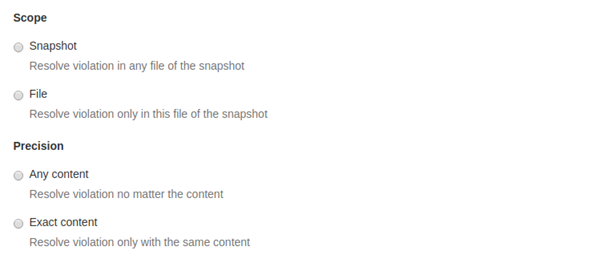 Scope
Snapshot
Resolve violation in any file of the snapshot
File
Resolve violation only in this file of the snapshot
Precision
Any content
Resolve violation no matter the content
Exact content
Resolve violation only with the same content